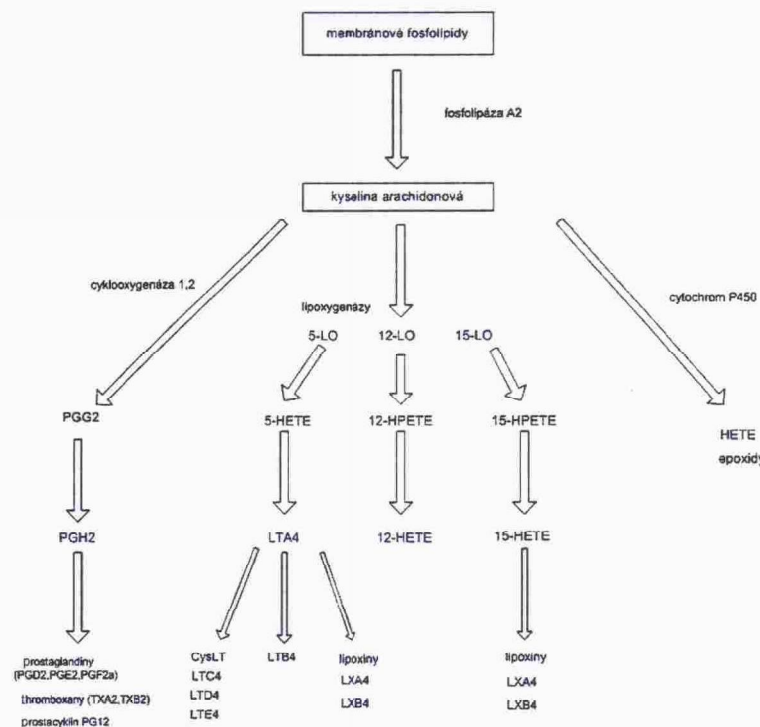 membránové fosfolipidy
fosfolipáza A2
kyselina arachidonová
cyklooxygenáza 1,2
cytochrom P450
lipoxygenázy
5-LO
12-LO
15-LO
PGG2
5-HETE
12-HPETE
15-HPETE
HETE
epoxidy
PGH2
LTA4
12-HETE
15-HETE
prostaglandiny
(PGD2,PGE2,PGF2a)
thromboxany (TXA2,TXB2)
prostacyklin PG12
CysLT
LTC4
LTD4
LTE4
LTB4
lipoxiny
LXA4
LXB4
lipoxiny
LXA4
LXB4